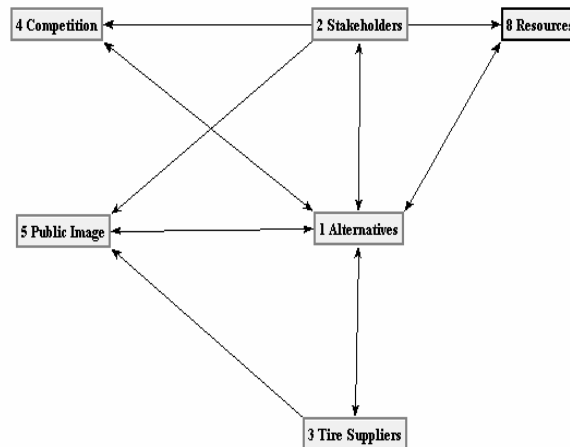 4 Competition
2 Stakeholders
8 Resources
5 Public Image
1 Alternatives
3 Tire Suppliers